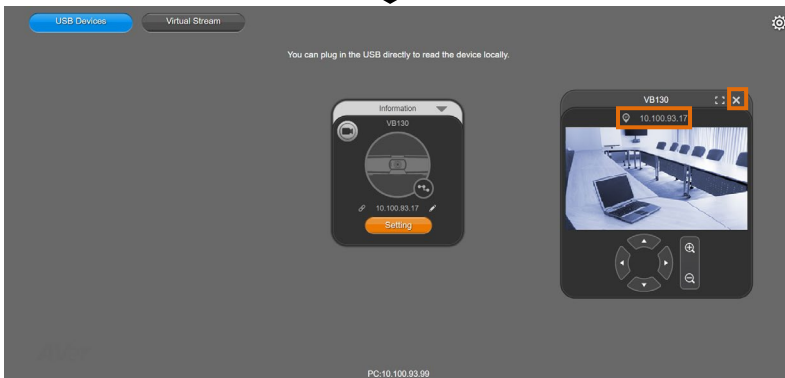 USB Devices
Virtual Stream
You can plug in the USB directly to read the device locally.
Information
VB130
10.100.93.17
Setting
VB130
10.100.93.17
PC:10.100.93.99